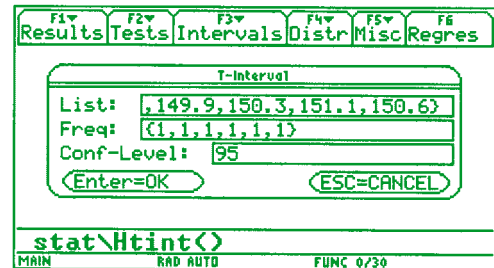 F1▼ F2▼ F3▼ F4▼ F5▼ F6
Results Tests Intervals Distr Misc Regres
T-Interval
List: ,149.9,150.3,151.1,150.6}
Freq: {1,1,1,1,1,1}
Conf-Level: 95
Enter=OK ESC=CANCEL
stat\Htint()
MAIN RAD AUTO FUNC 0/30